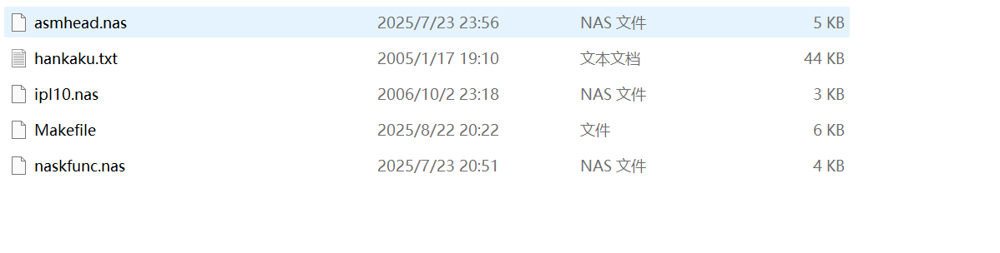 asmhead.nas 2025/7/23 23:56 NAS 文件 5 KB
hankaku.txt 2005/1/17 19:10 文本文档 44 KB
ipl10.nas 2006/10/2 23:18 NAS 文件 3 KB
Makefile 2025/8/22 20:22 文件 6 KB
naskfunc.nas 2025/7/23 20:51 NAS 文件 4 KB